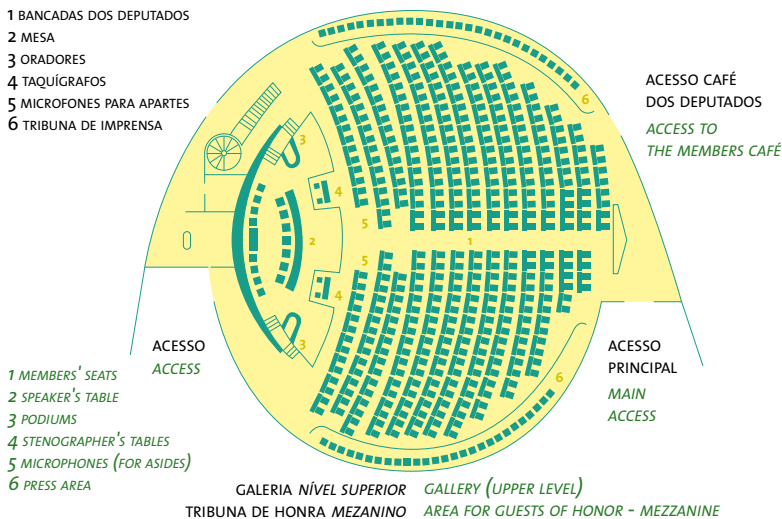 1 BANCADAS DOS DEPUTADOS
2 MESA
3 ORADORES
4 TAQUÍGRAFOS
5 MICROFONES PARA APARTES
6 TRIBUNA DE IMPRENSA
ACESSO CAFÉ
DOS DEPUTADOS
ACCESS TO
THE MEMBERS CAFÉ
6
3
4
5
2
1
5
4
3
6
ACESSO
ACCESS
ACESSO
PRINCIPAL
MAIN
ACCESS
1 MEMBERS' SEATS
2 SPEAKER'S TABLE
3 PODIUMS
4 STENOGRAPHER'S TABLES
5 MICROPHONES (FOR ASIDES)
6 PRESS AREA
GALERIA NÍVEL SUPERIOR GALLERY (UPPER LEVEL)
TRIBUNA DE HONRA MEZANINO AREA FOR GUESTS OF HONOR - MEZZANINE